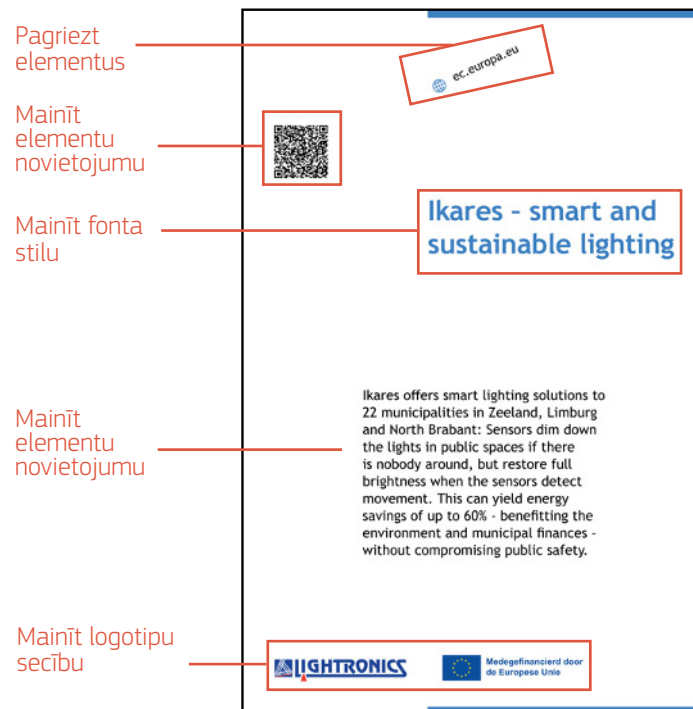 Pagriezt
elementus
ec.europa.eu
Mainīt
elementu
novietojumu
Mainīt fonta
stilu
Ikares - smart and
sustainable lighting
Mainīt
elementu
novietojumu
Ikares offers smart lighting solutions to
22 municipalities in Zeeland, Limburg
and North Brabant: Sensors dim down
the lights in public spaces if there
is nobody around, but restore full
brightness when the sensors detect
movement. This can yield energy
savings of up to 60% - benefitting the
environment and municipal finances -
without compromising public safety.
Mainīt logotipu
secību
LIGHTRONICS
Medegefinancierd door
de Europese Unie